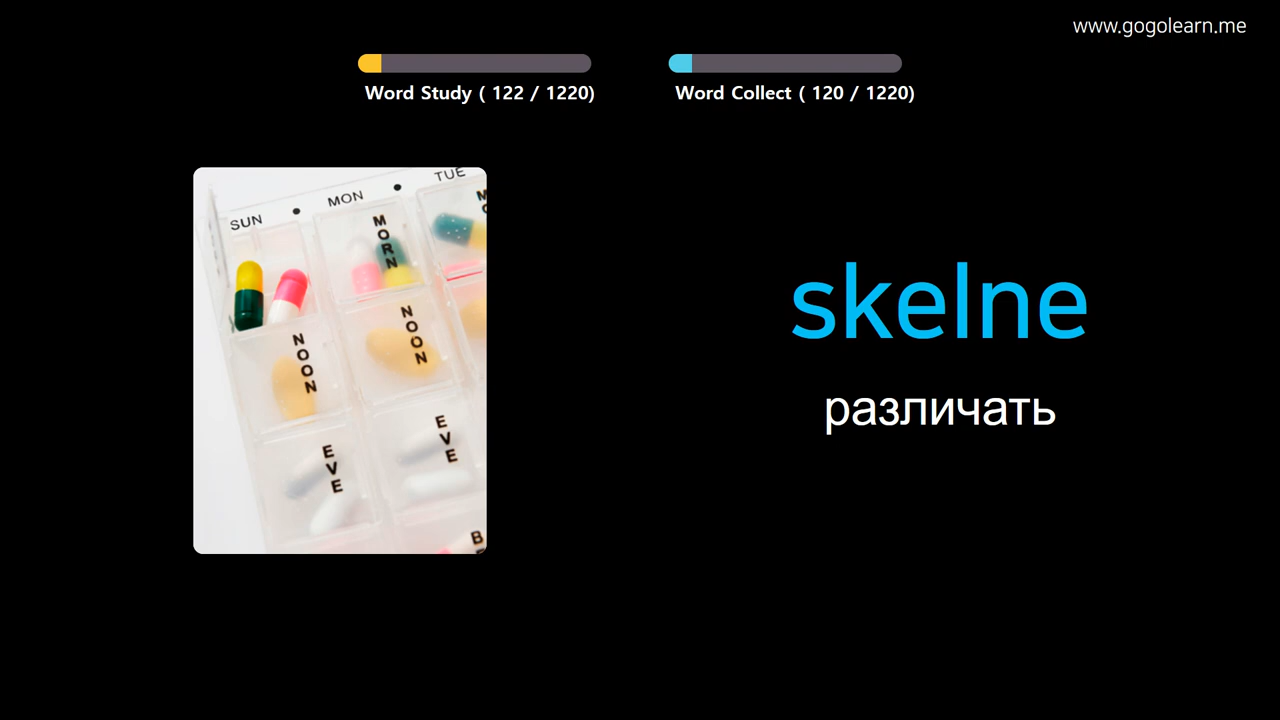 www.gogolearn.me
Word Study ( 122 / 1220)
Word Collect ( 120 / 1220)
SUN • MON • TUE
MORN
NOON
NOON
EVE
EVE
skelne
различать